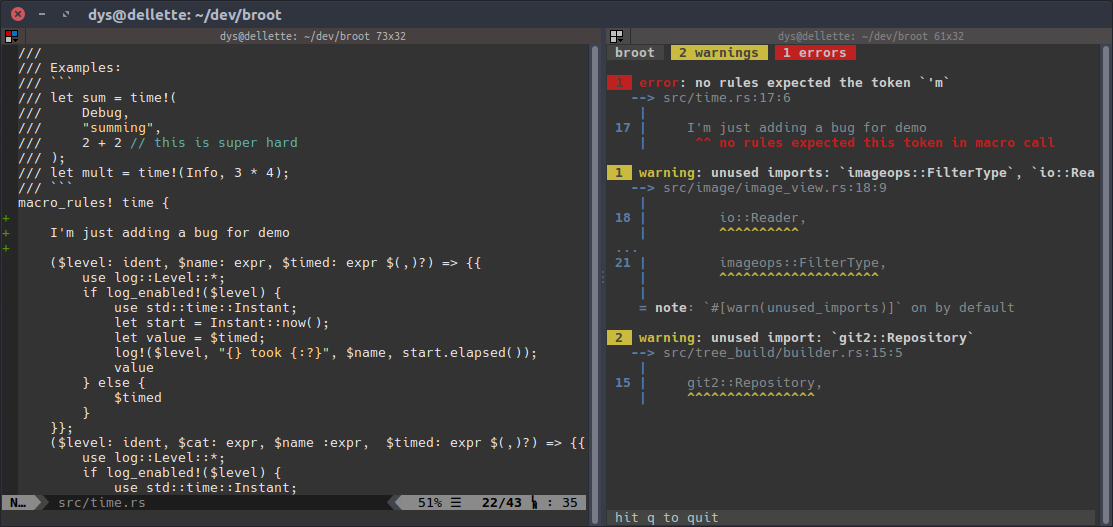 dys@dellette: ~/dev/broot
dys@dellette: ~/dev/broot 73x32
///
/// Examples:
/// ```
/// let sum = time!(
///     Debug,
///     "summing",
///     2 + 2 // this is super hard
/// );
/// let mult = time!(Info, 3 * 4);
/// ```
macro_rules! time {
+
+    I'm just adding a bug for demo
+
    ($level: ident, $name: expr, $timed: expr $(,)?) => {{
        use log::Level::*;
        if log_enabled!($level) {
            use std::time::Instant;
            let start = Instant::now();
            let value = $timed;
            log!($level, "{} took {:?}", $name, start.elapsed());
            value
        } else {
            $timed
        }
    }};
    ($level: ident, $cat: expr, $name :expr,  $timed: expr $(,)?) => {{
        use log::Level::*;
        if log_enabled!($level) {
            use std::time::Instant;
N… src/time.rs 51% ☰ 22/43 : 35
dys@dellette: ~/dev/broot 61x32
broot 2 warnings 1 errors
1 error: no rules expected the token `'m`
  --> src/time.rs:17:6
   |
17 |     I'm just adding a bug for demo
   |      ^^ no rules expected this token in macro call
1 warning: unused imports: `imageops::FilterType`, `io::Rea
  --> src/image/image_view.rs:18:9
   |
18 |         io::Reader,
   |         ^^^^^^^^^^
...
21 |         imageops::FilterType,
   |         ^^^^^^^^^^^^^^^^^^^^
   |
   = note: `#[warn(unused_imports)]` on by default
2 warning: unused import: `git2::Repository`
  --> src/tree_build/builder.rs:15:5
   |
15 |     git2::Repository,
   |     ^^^^^^^^^^^^^^^^
hit q to quit